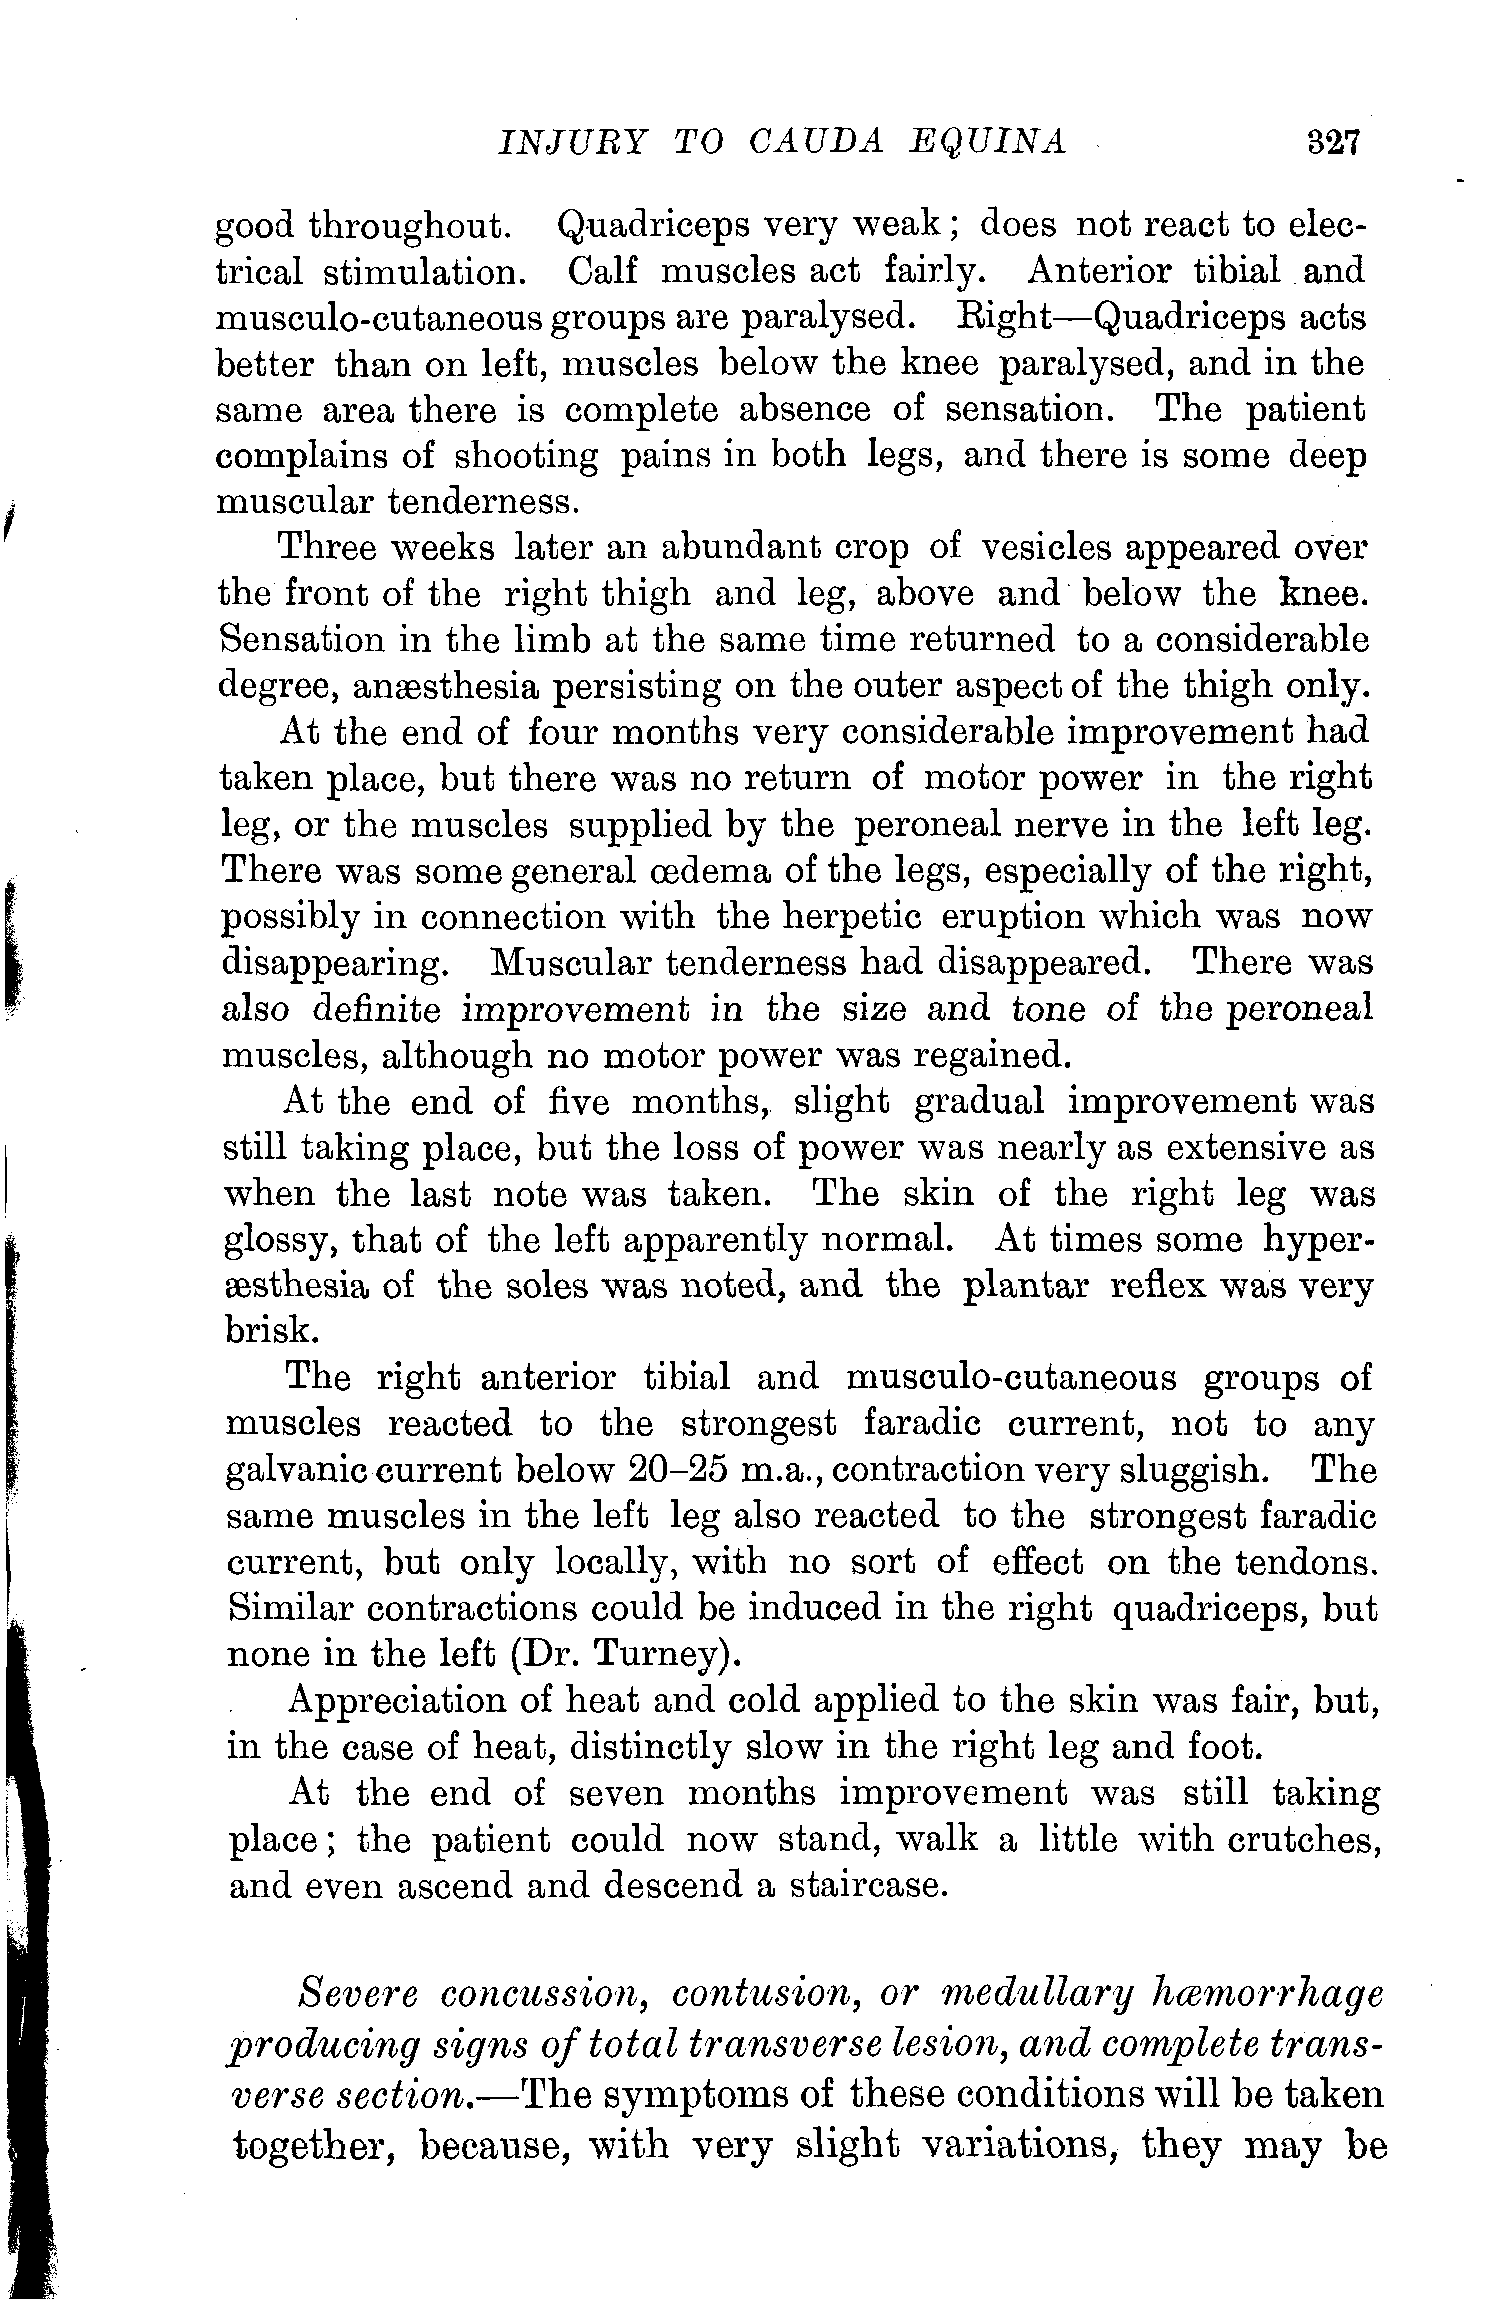 INJURY TO CAUDA EQUINA 327
good throughout. Quadriceps very weak; does not react to elec-
trical stimulation. Calf muscles act fairly. Anterior tibial and
musculo-cutaneous groups are paralysed. Right—Quadriceps acts
better than on left, muscles below the knee paralysed, and in the
same area there is complete absence of sensation. The patient
complains of shooting pains in both legs, and there is some deep
muscular tenderness.
Three weeks later an abundant crop of vesicles appeared over
the front of the right thigh and leg, above and below the knee.
Sensation in the limb at the same time returned to a considerable
degree, anæsthesia persisting on the outer aspect of the thigh only.
At the end of four months very considerable improvement had
taken place, but there was no return of motor power in the right
leg, or the muscles supplied by the peroneal nerve in the left leg.
There was some general œdema of the legs, especially of the right,
possibly in connection with the herpetic eruption which was now
disappearing. Muscular tenderness had disappeared. There was
also definite improvement in the size and tone of the peroneal
muscles, although no motor power was regained.
At the end of five months, slight gradual improvement was
still taking place, but the loss of power was nearly as extensive as
when the last note was taken. The skin of the right leg was
glossy, that of the left apparently normal. At times some hyper-
æsthesia of the soles was noted, and the plantar reflex was very
brisk.
The right anterior tibial and musculo-cutaneous groups of
muscles reacted to the strongest faradic current, not to any
galvanic current below 20–25 m.a., contraction very sluggish. The
same muscles in the left leg also reacted to the strongest faradic
current, but only locally, with no sort of effect on the tendons.
Similar contractions could be induced in the right quadriceps, but
none in the left (Dr. Turney).
Appreciation of heat and cold applied to the skin was fair, but,
in the case of heat, distinctly slow in the right leg and foot.
At the end of seven months improvement was still taking
place; the patient could now stand, walk a little with crutches,
and even ascend and descend a staircase.
Severe concussion, contusion, or medullary hæmorrhage
producing signs of total transverse lesion, and complete trans-
verse section.—The symptoms of these conditions will be taken
together, because, with very slight variations, they may be